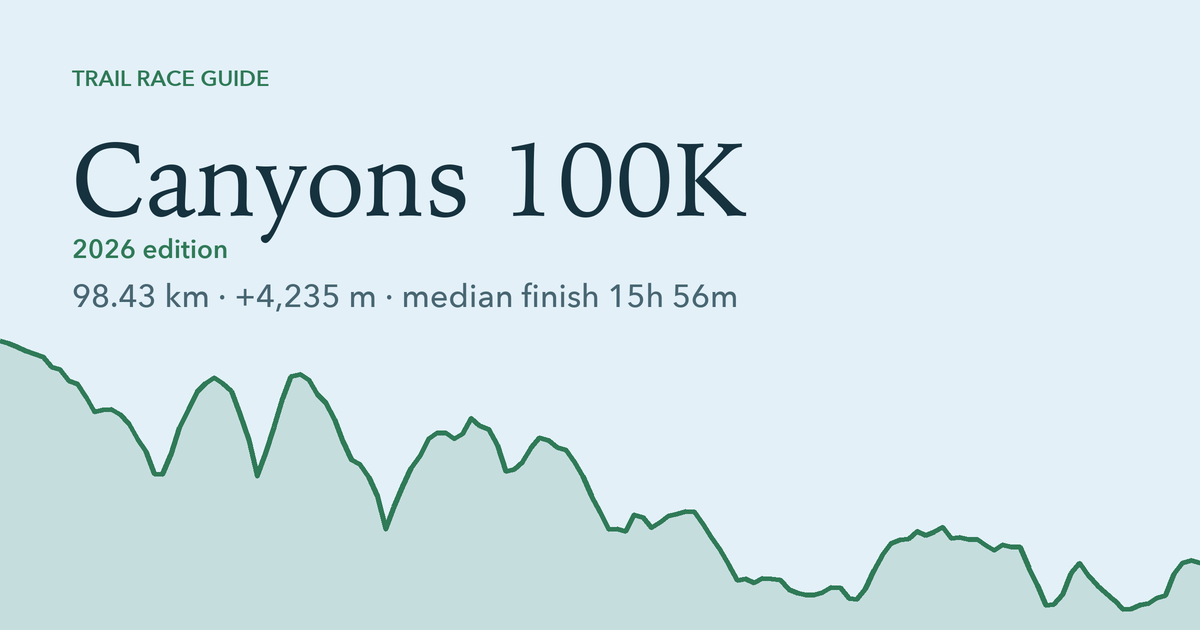 TRAIL RACE GUIDE
Canyons 100K
2026 edition
98.43 km · +4,235 m · median finish 15h 56m